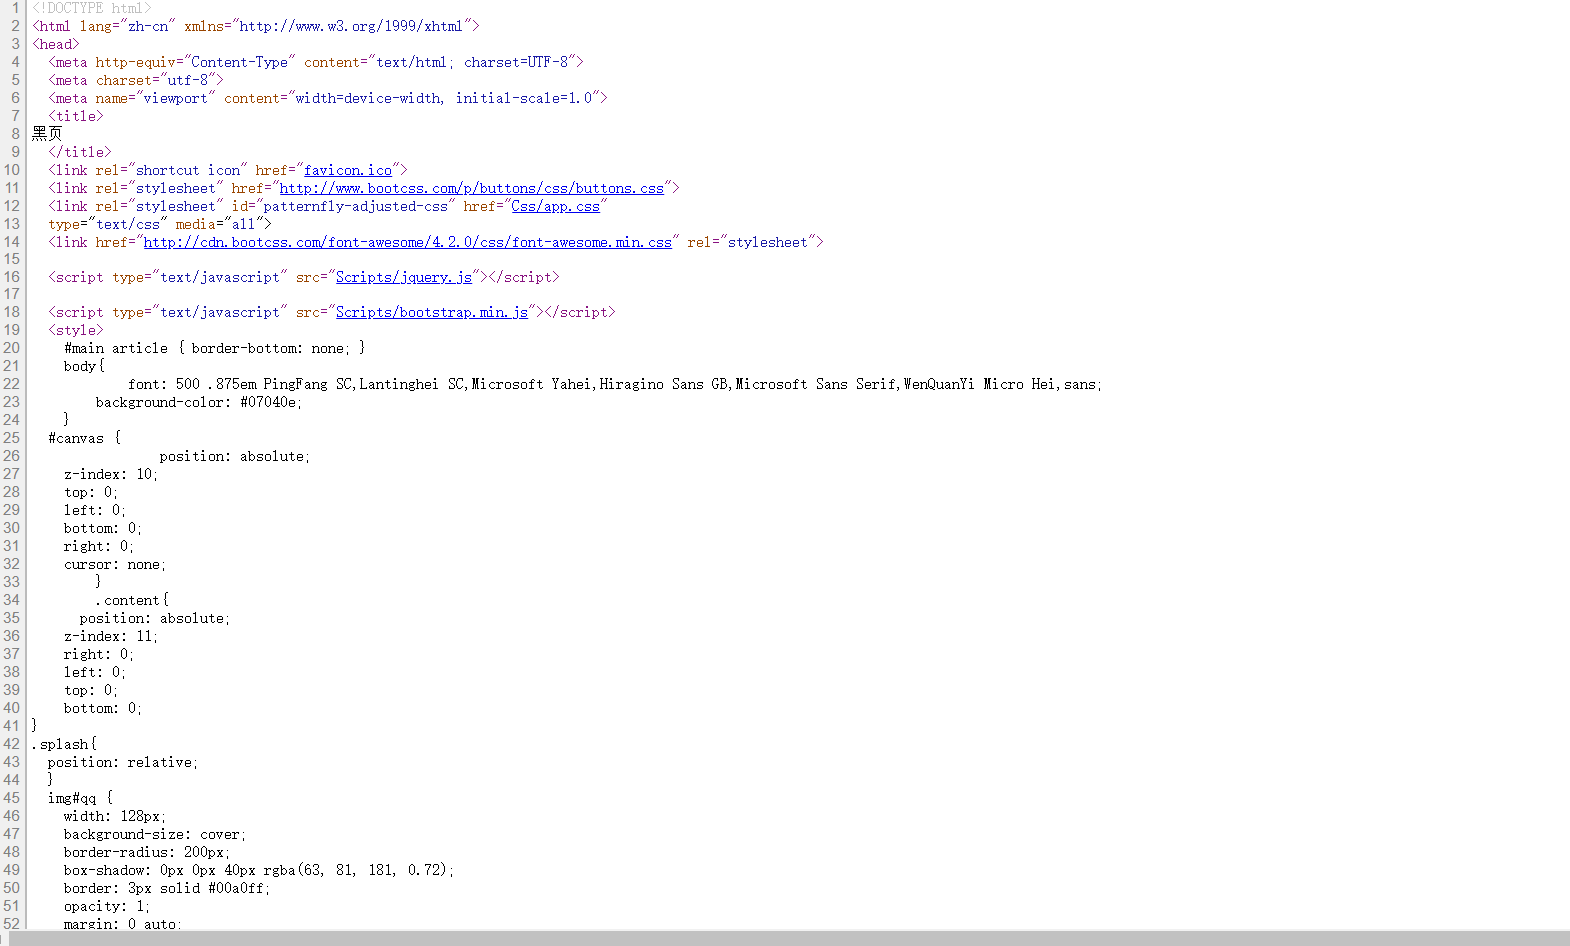 1 <!DOCTYPE html>
2 <html lang="zh-cn" xmlns="http://www.w3.org/1999/xhtml">
3 <head>
4 <meta http-equiv="Content-Type" content="text/html; charset=UTF-8">
5 <meta charset="utf-8">
6 <meta name="viewport" content="width=device-width, initial-scale=1.0">
7 <title>
8 黑页
9 </title>
10 <link rel="shortcut icon" href="favicon.ico">
11 <link rel="stylesheet" href="http://www.bootcss.com/p/buttons/css/buttons.css">
12 <link rel="stylesheet" id="patternfly-adjusted-css" href="Css/app.css"
13 type="text/css" media="all">
14 <link href="http://cdn.bootcss.com/font-awesome/4.2.0/css/font-awesome.min.css" rel="stylesheet">
15
16 <script type="text/javascript" src="Scripts/jquery.js"></script>
17
18 <script type="text/javascript" src="Scripts/bootstrap.min.js"></script>
19 <style>
20 #main article { border-bottom: none; }
21 body{
22 font: 500 .875em PingFang SC,Lantinghei SC,Microsoft Yahei,Hiragino Sans GB,Microsoft Sans Serif,WenQuanYi Micro Hei,sans;
23 background-color: #07040e;
24 }
25 #canvas {
26 position: absolute;
27 z-index: 10;
28 top: 0;
29 left: 0;
30 bottom: 0;
31 right: 0;
32 cursor: none;
33 }
34 .content{
35 position: absolute;
36 z-index: 11;
37 right: 0;
38 left: 0;
39 top: 0;
40 bottom: 0;
41 }
42 .splash{
43 position: relative;
44 }
45 img#qq {
46 width: 128px;
47 background-size: cover;
48 border-radius: 200px;
49 box-shadow: 0px 0px 40px rgba(63, 81, 181, 0.72);
50 border: 3px solid #00a0ff;
51 opacity: 1;
52 margin: 0 auto;